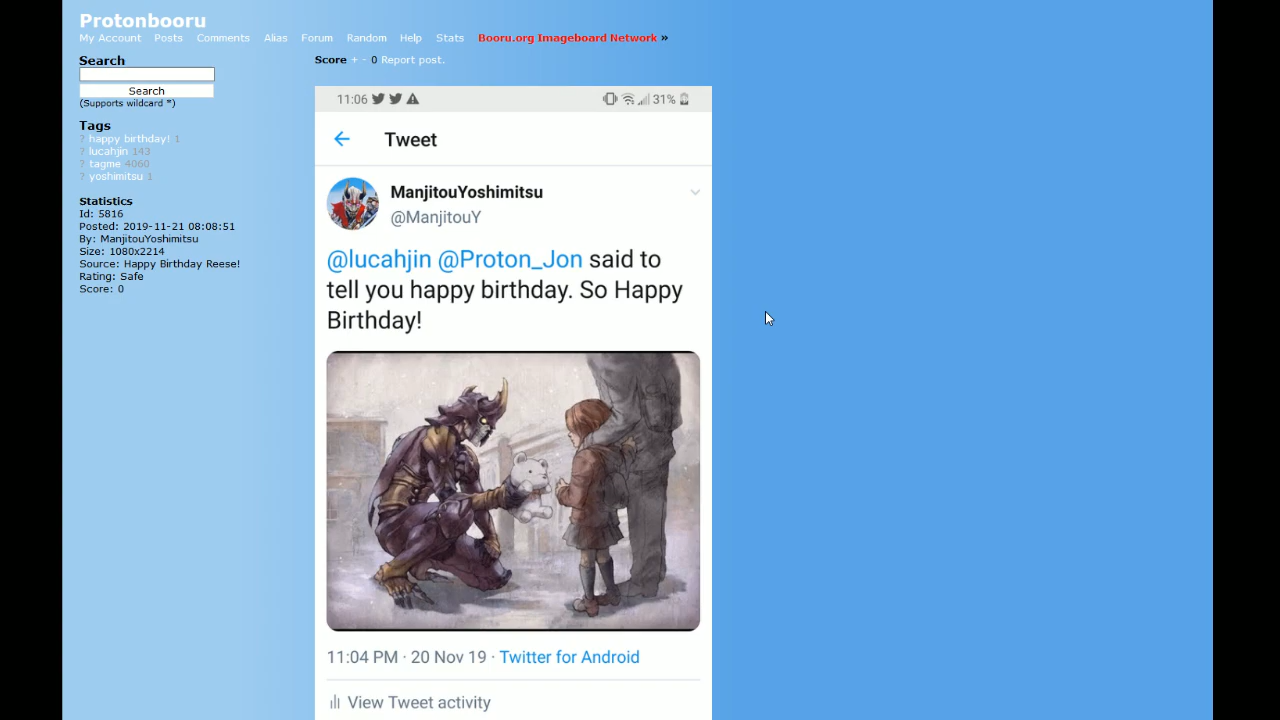 Protonbooru
My Account Posts Comments Alias Forum Random Help Stats Booru.org Imageboard Network »
Search
Search
(Supports wildcard *)
Tags
? happy birthday! 1
? lucahjin 143
? tagme 4060
? yoshimitsu 1
Statistics
Id: 5816
Posted: 2019-11-21 08:08:51
By: ManjitouYoshimitsu
Size: 1080x2214
Source: Happy Birthday Reese!
Rating: Safe
Score: 0
Score + - 0 Report post.
11:06 31%
Tweet
ManjitouYoshimitsu
@ManjitouY
@lucahjin @Proton_Jon said to
tell you happy birthday. So Happy
Birthday!
11:04 PM · 20 Nov 19 · Twitter for Android
View Tweet activity